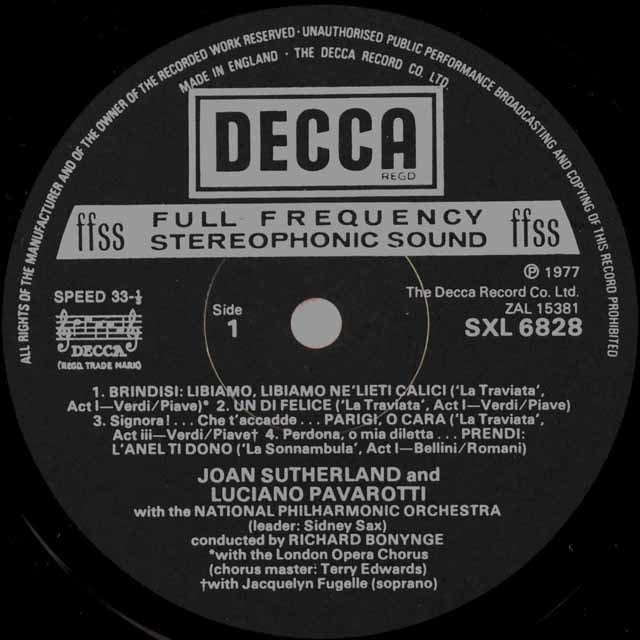 ALL RIGHTS OF THE MANUFACTURER AND OF THE OWNER OF THE RECORDED WORK RESERVED · UNAUTHORISED PUBLIC PERFORMANCE BROADCASTING AND COPYING OF THIS RECORD PROHIBITED
MADE IN ENGLAND · THE DECCA RECORD CO. LTD.
DECCA
REGD
ffss FULL FREQUENCY STEREOPHONIC SOUND ffss
℗ 1977
The Decca Record Co. Ltd.
ZAL 15381
SXL 6828
SPEED 33-⅓
DECCA
(REGD. TRADE MARK)
Side
1
1. BRINDISI: LIBIAMO, LIBIAMO NE'LIETI CALICI ('La Traviata',
Act I—Verdi/Piave)* 2. UN DI FELICE ('La Traviata', Act I—Verdi/Piave)
3. Signora! ... Che t'accadde ... PARIGI, O CARA ('La Traviata',
Act iii—Verdi/Piave† 4. Perdona, o mia diletta ... PRENDI:
L'ANEL TI DONO ('La Sonnambula', Act I—Bellini/Romani)
JOAN SUTHERLAND and
LUCIANO PAVAROTTI
with the NATIONAL PHILHARMONIC ORCHESTRA
(leader: Sidney Sax)
conducted by RICHARD BONYNGE
*with the London Opera Chorus
(chorus master: Terry Edwards)
†with Jacquelyn Fugelle (soprano)